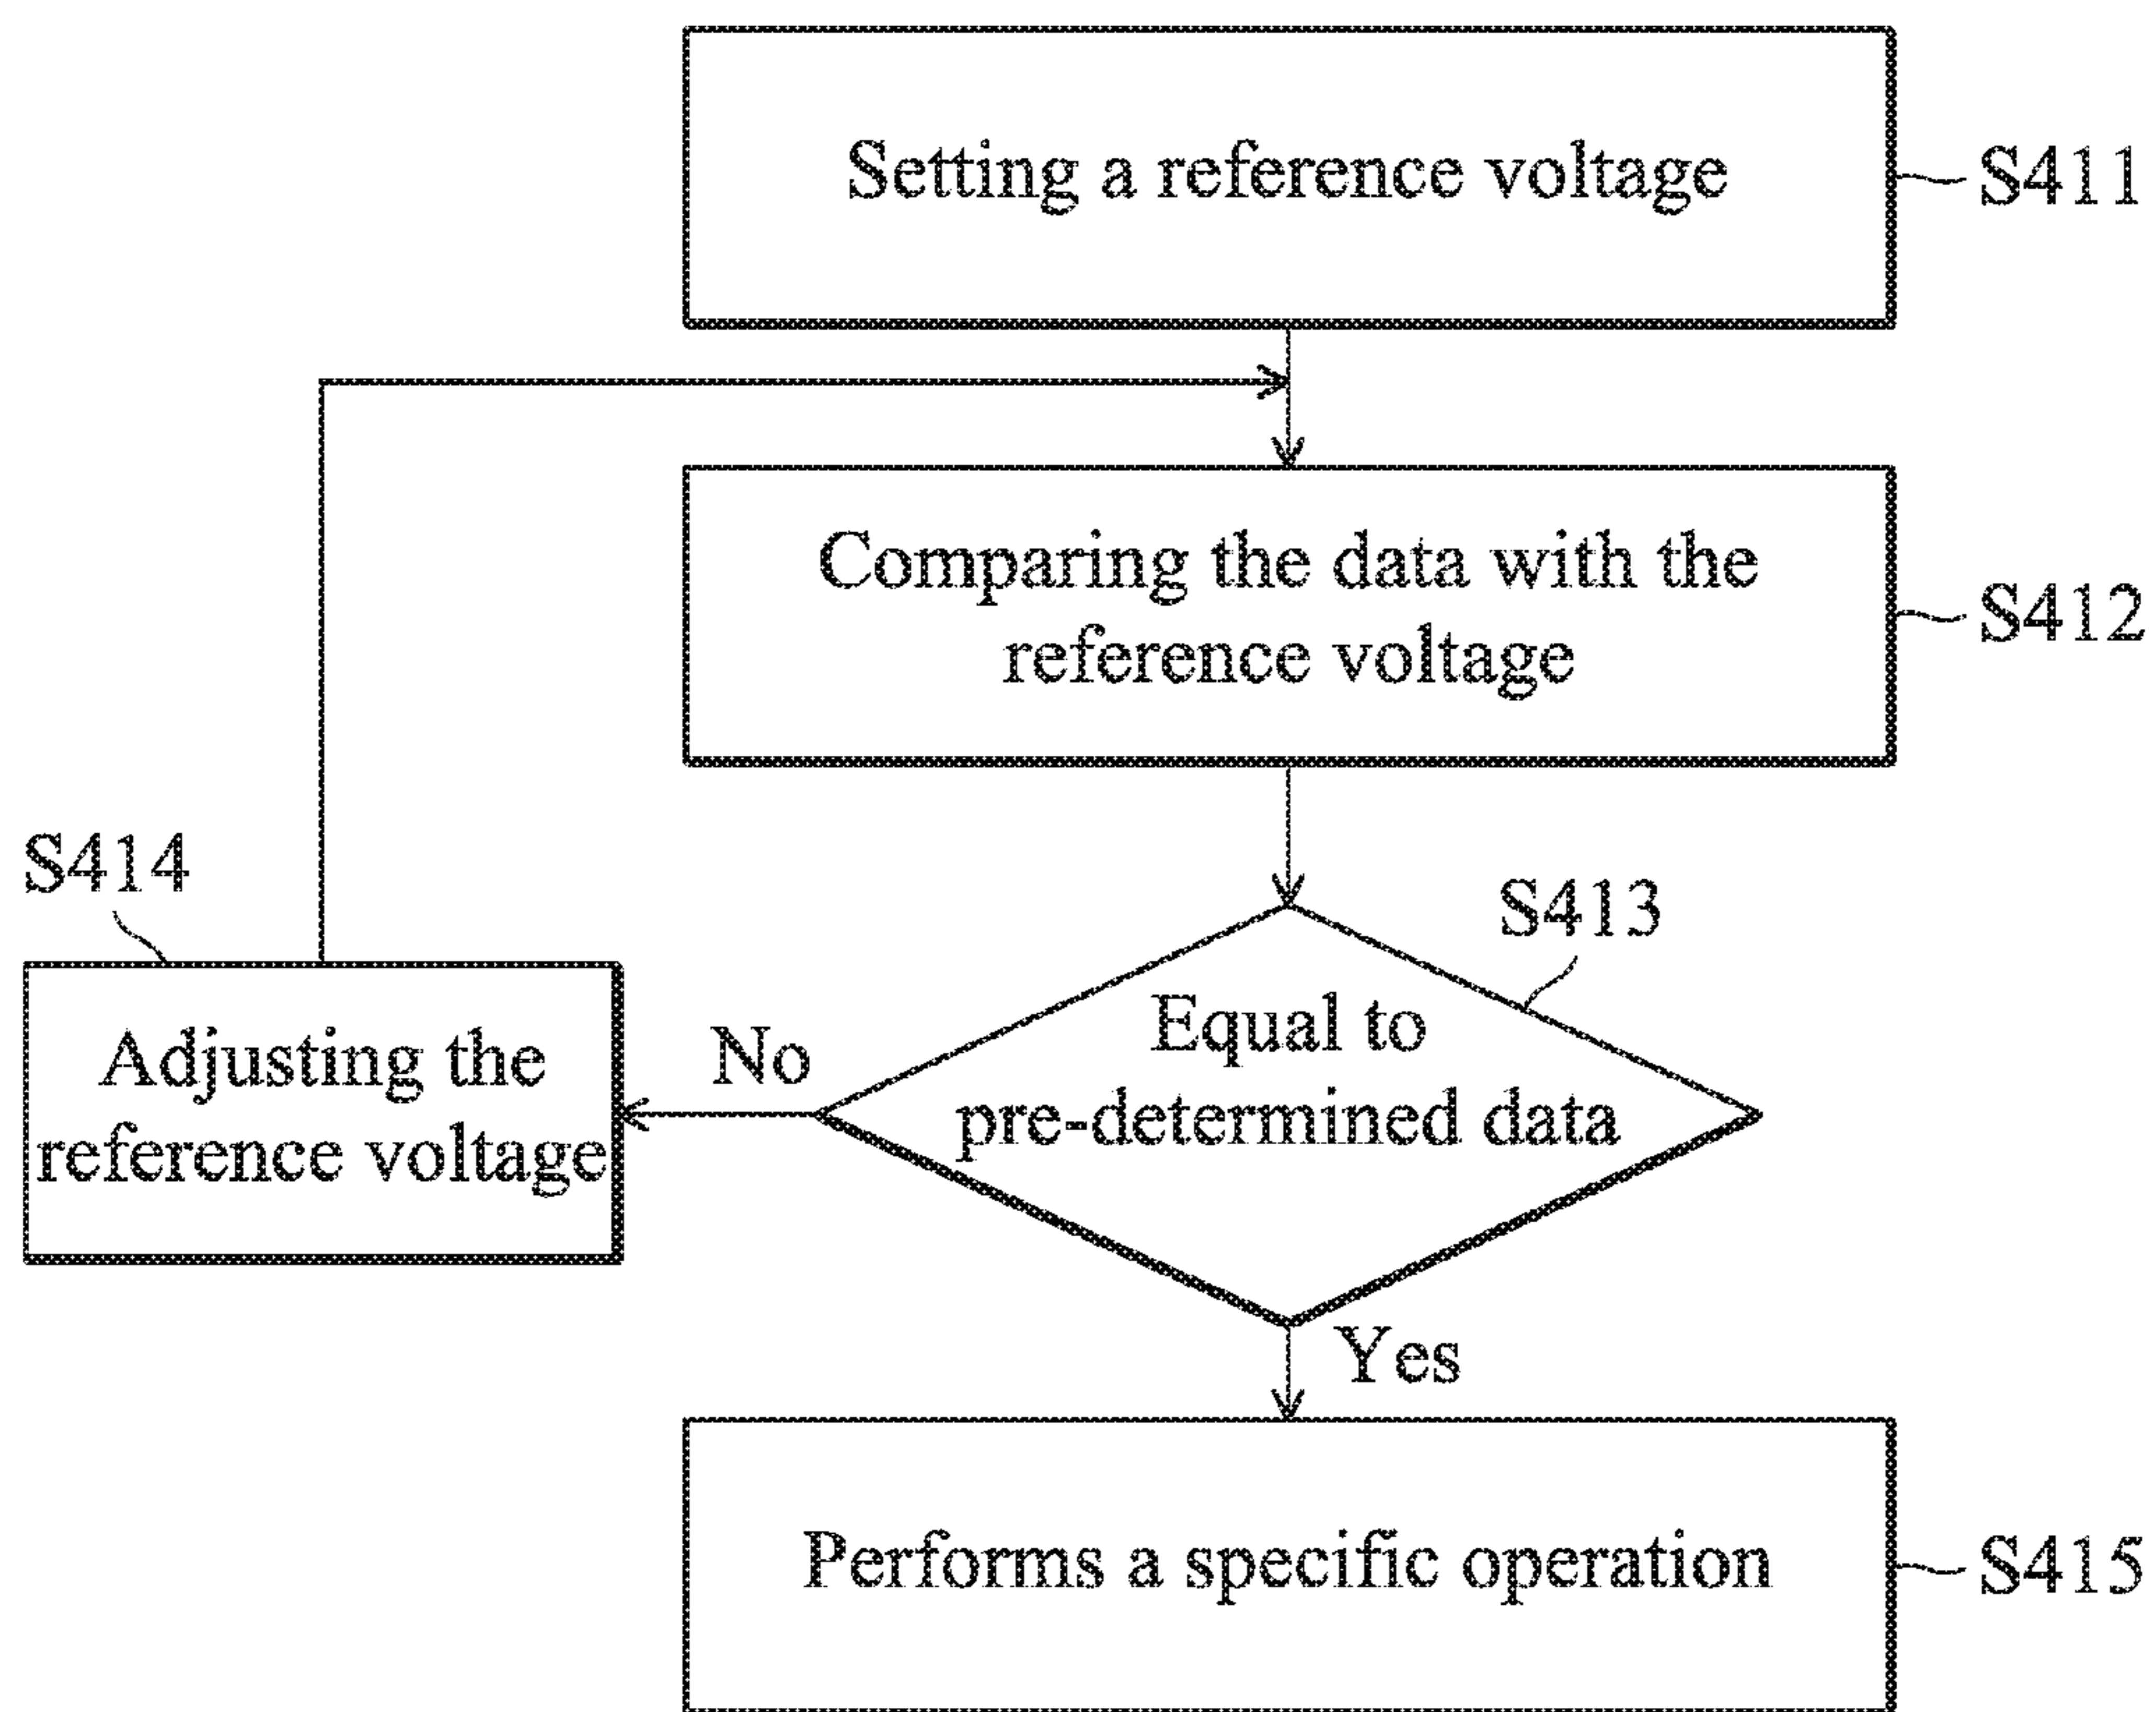 Setting a reference voltage
S411
Comparing the data with the
reference voltage
S412
S414
S413
Adjusting the
reference voltage
No
Equal to
pre-determined data
Yes
Performs a specific operation
S415